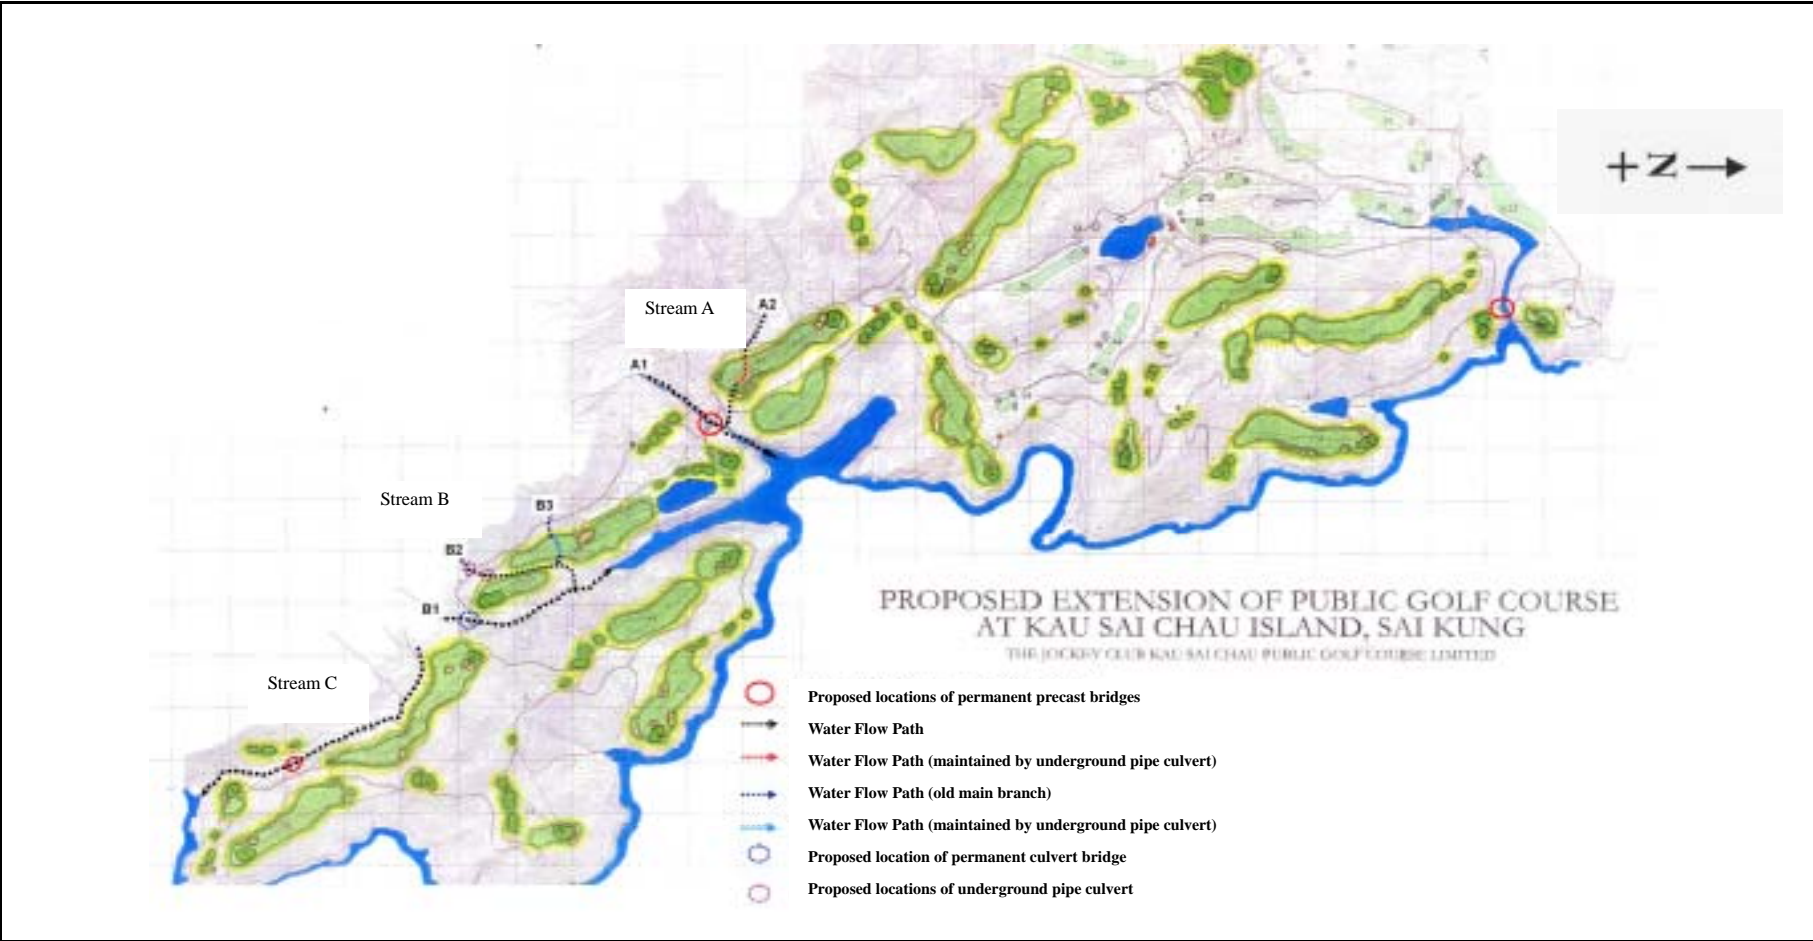 +Z→
Stream A
A2
A1
Stream B
B3
B2
B1
Stream C
PROPOSED EXTENSION OF PUBLIC GOLF COURSE
AT KAU SAI CHAU ISLAND, SAI KUNG
THE JOCKEY CLUB KAU SAI CHAU PUBLIC GOLF COURSE LIMITED
Proposed locations of permanent precast bridges
Water Flow Path
Water Flow Path (maintained by underground pipe culvert)
Water Flow Path (old main branch)
Water Flow Path (maintained by underground pipe culvert)
Proposed location of permanent culvert bridge
Proposed locations of underground pipe culvert